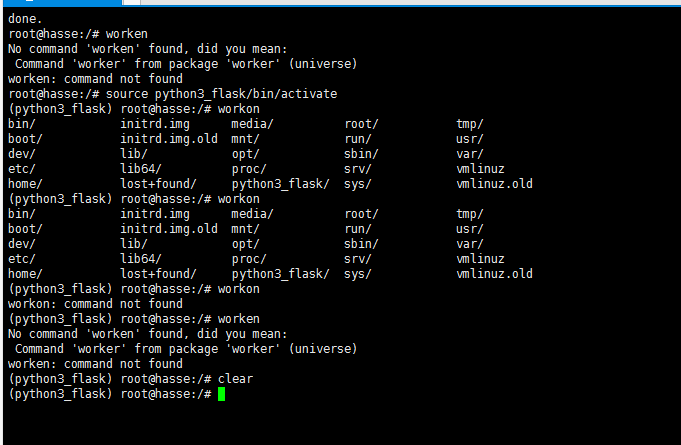 done.
root@hasse:/# worken
No command 'worken' found, did you mean:
 Command 'worker' from package 'worker' (universe)
worken: command not found
root@hasse:/# source python3_flask/bin/activate
(python3_flask) root@hasse:/# workon
bin/            initrd.img      media/          root/           tmp/
boot/           initrd.img.old  mnt/            run/            usr/
dev/            lib/            opt/            sbin/           var/
etc/            lib64/          proc/           srv/            vmlinuz
home/           lost+found/     python3_flask/  sys/            vmlinuz.old
(python3_flask) root@hasse:/# workon
bin/            initrd.img      media/          root/           tmp/
boot/           initrd.img.old  mnt/            run/            usr/
dev/            lib/            opt/            sbin/           var/
etc/            lib64/          proc/           srv/            vmlinuz
home/           lost+found/     python3_flask/  sys/            vmlinuz.old
(python3_flask) root@hasse:/# workon
workon: command not found
(python3_flask) root@hasse:/# worken
No command 'worken' found, did you mean:
 Command 'worker' from package 'worker' (universe)
worken: command not found
(python3_flask) root@hasse:/# clear
(python3_flask) root@hasse:/#